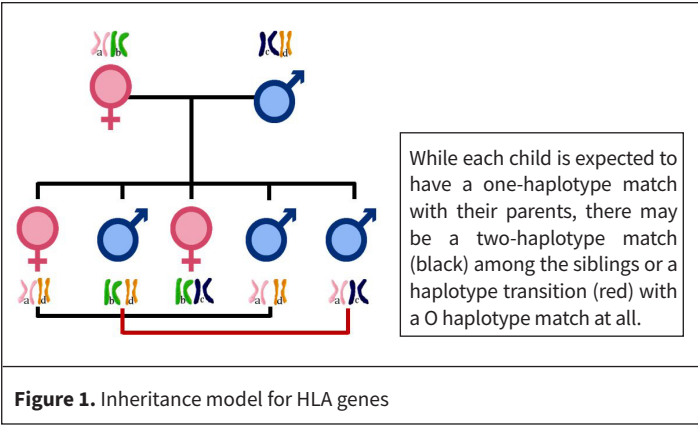 a b c d
While each child is expected to
have a one-haplotype match
with their parents, there may
be a two-haplotype match
(black) among the siblings or a
haplotype transition (red) with
a O haplotype match at all.
a d b d b c a d a c
Figure 1. Inheritance model for HLA genes